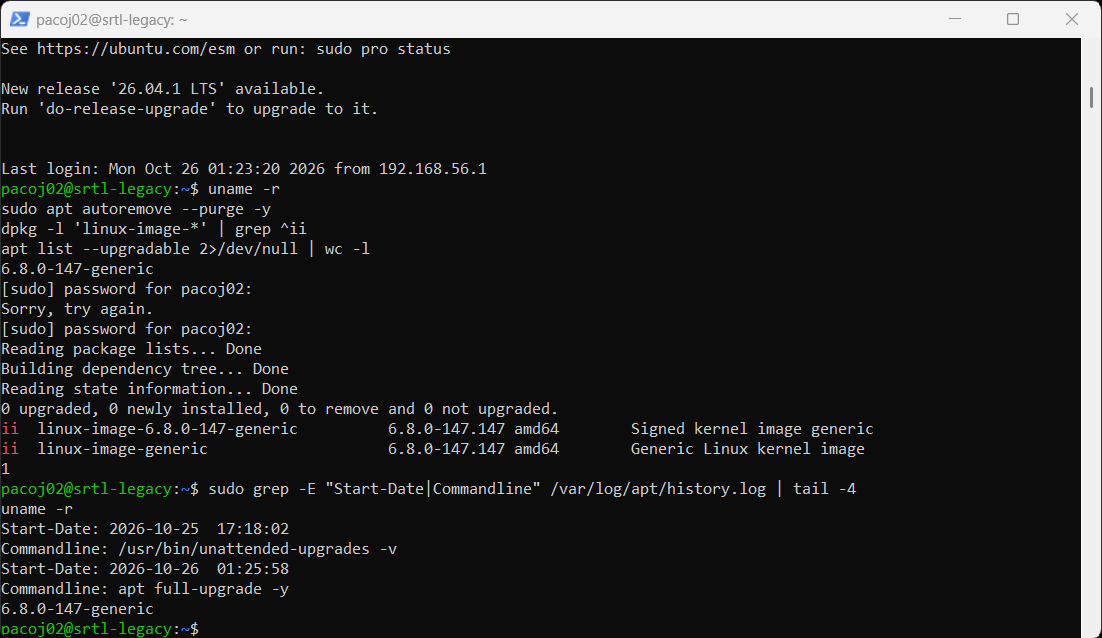 pacoj02@srtl-legacy: ~
See https://ubuntu.com/esm or run: sudo pro status
New release '26.04.1 LTS' available.
Run 'do-release-upgrade' to upgrade to it.
Last login: Mon Oct 26 01:23:20 2026 from 192.168.56.1
pacoj02@srtl-legacy:~$ uname -r
sudo apt autoremove --purge -y
dpkg -l 'linux-image-*' | grep ^ii
apt list --upgradable 2>/dev/null | wc -l
6.8.0-147-generic
[sudo] password for pacoj02:
Sorry, try again.
[sudo] password for pacoj02:
Reading package lists... Done
Building dependency tree... Done
Reading state information... Done
0 upgraded, 0 newly installed, 0 to remove and 0 not upgraded.
ii  linux-image-6.8.0-147-generic          6.8.0-147.147 amd64        Signed kernel image generic
ii  linux-image-generic                    6.8.0-147.147 amd64        Generic Linux kernel image
1
pacoj02@srtl-legacy:~$ sudo grep -E "Start-Date|Commandline" /var/log/apt/history.log | tail -4
uname -r
Start-Date: 2026-10-25  17:18:02
Commandline: /usr/bin/unattended-upgrades -v
Start-Date: 2026-10-26  01:25:58
Commandline: apt full-upgrade -y
6.8.0-147-generic
pacoj02@srtl-legacy:~$